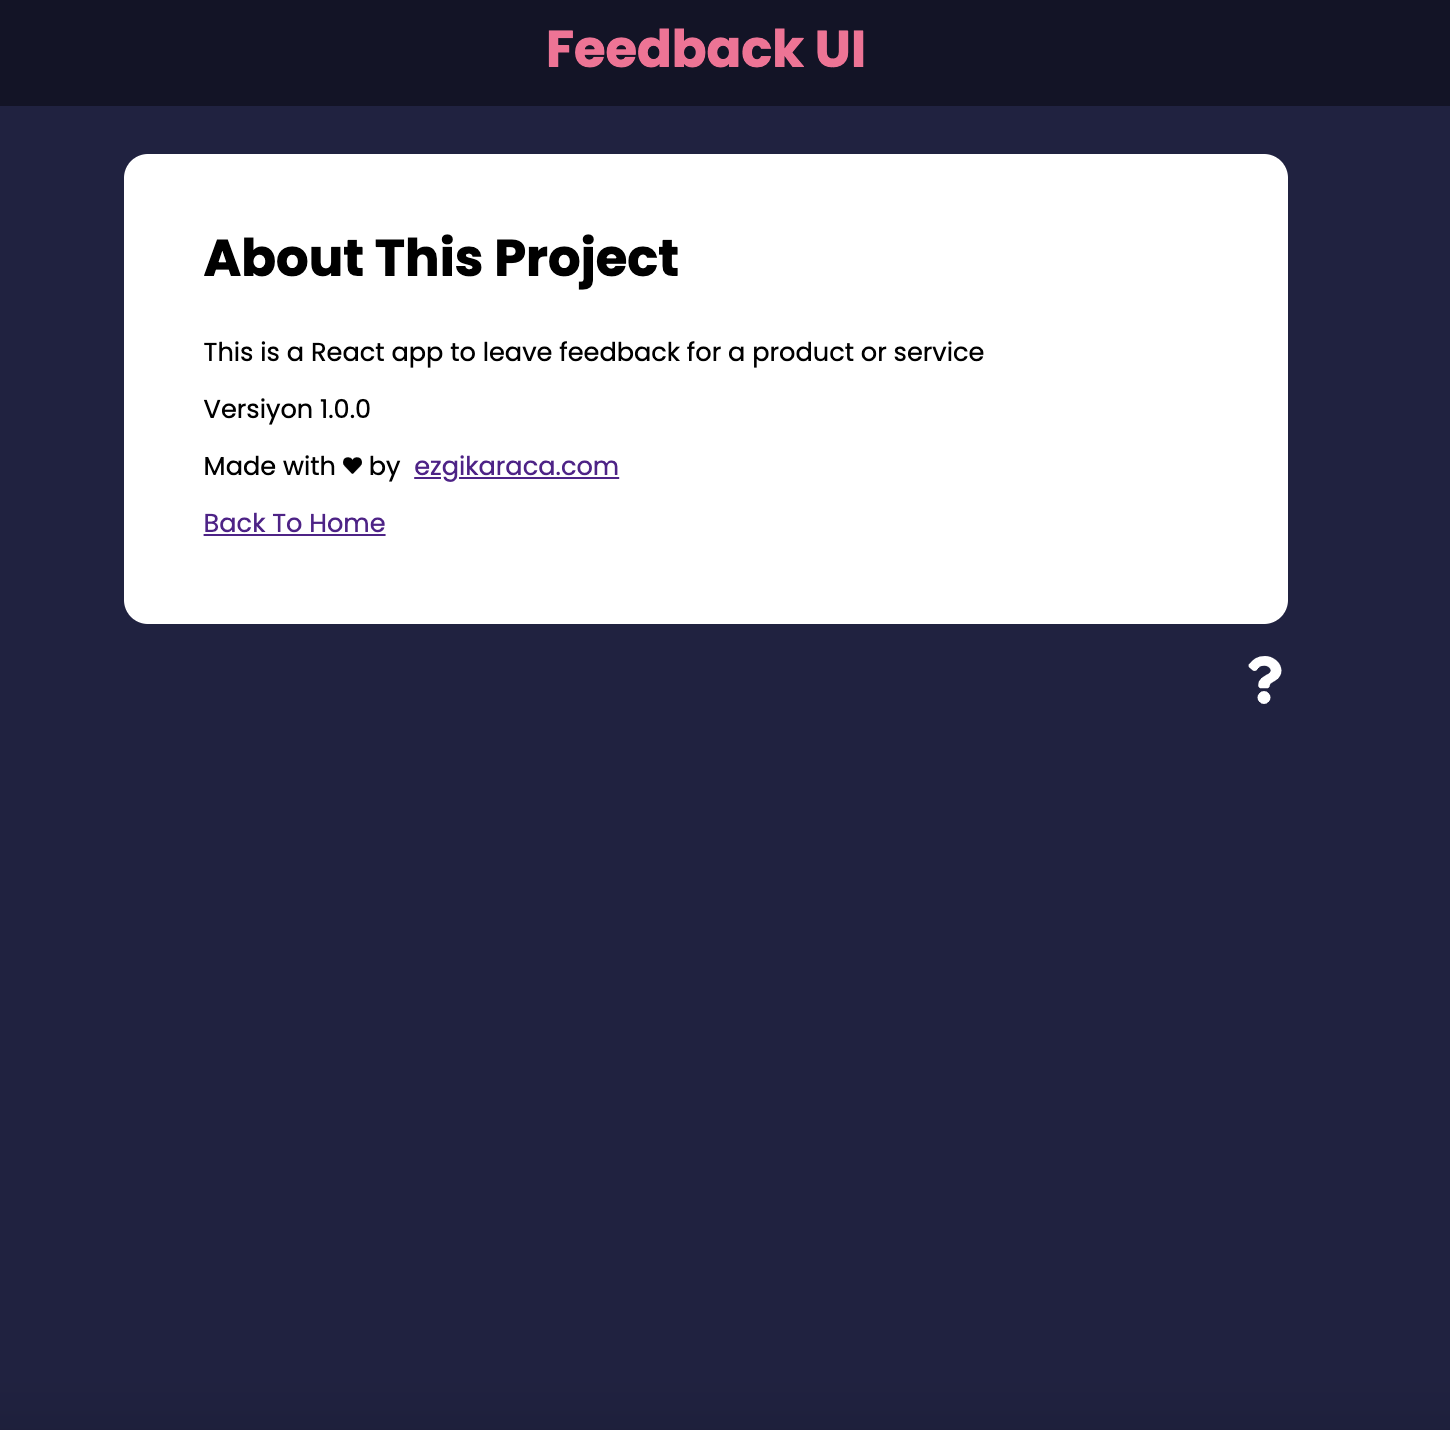 Feedback UI
About This Project
This is a React app to leave feedback for a product or service
Versiyon 1.0.0
Made with ♥ by ezgikaraca.com
Back To Home
?